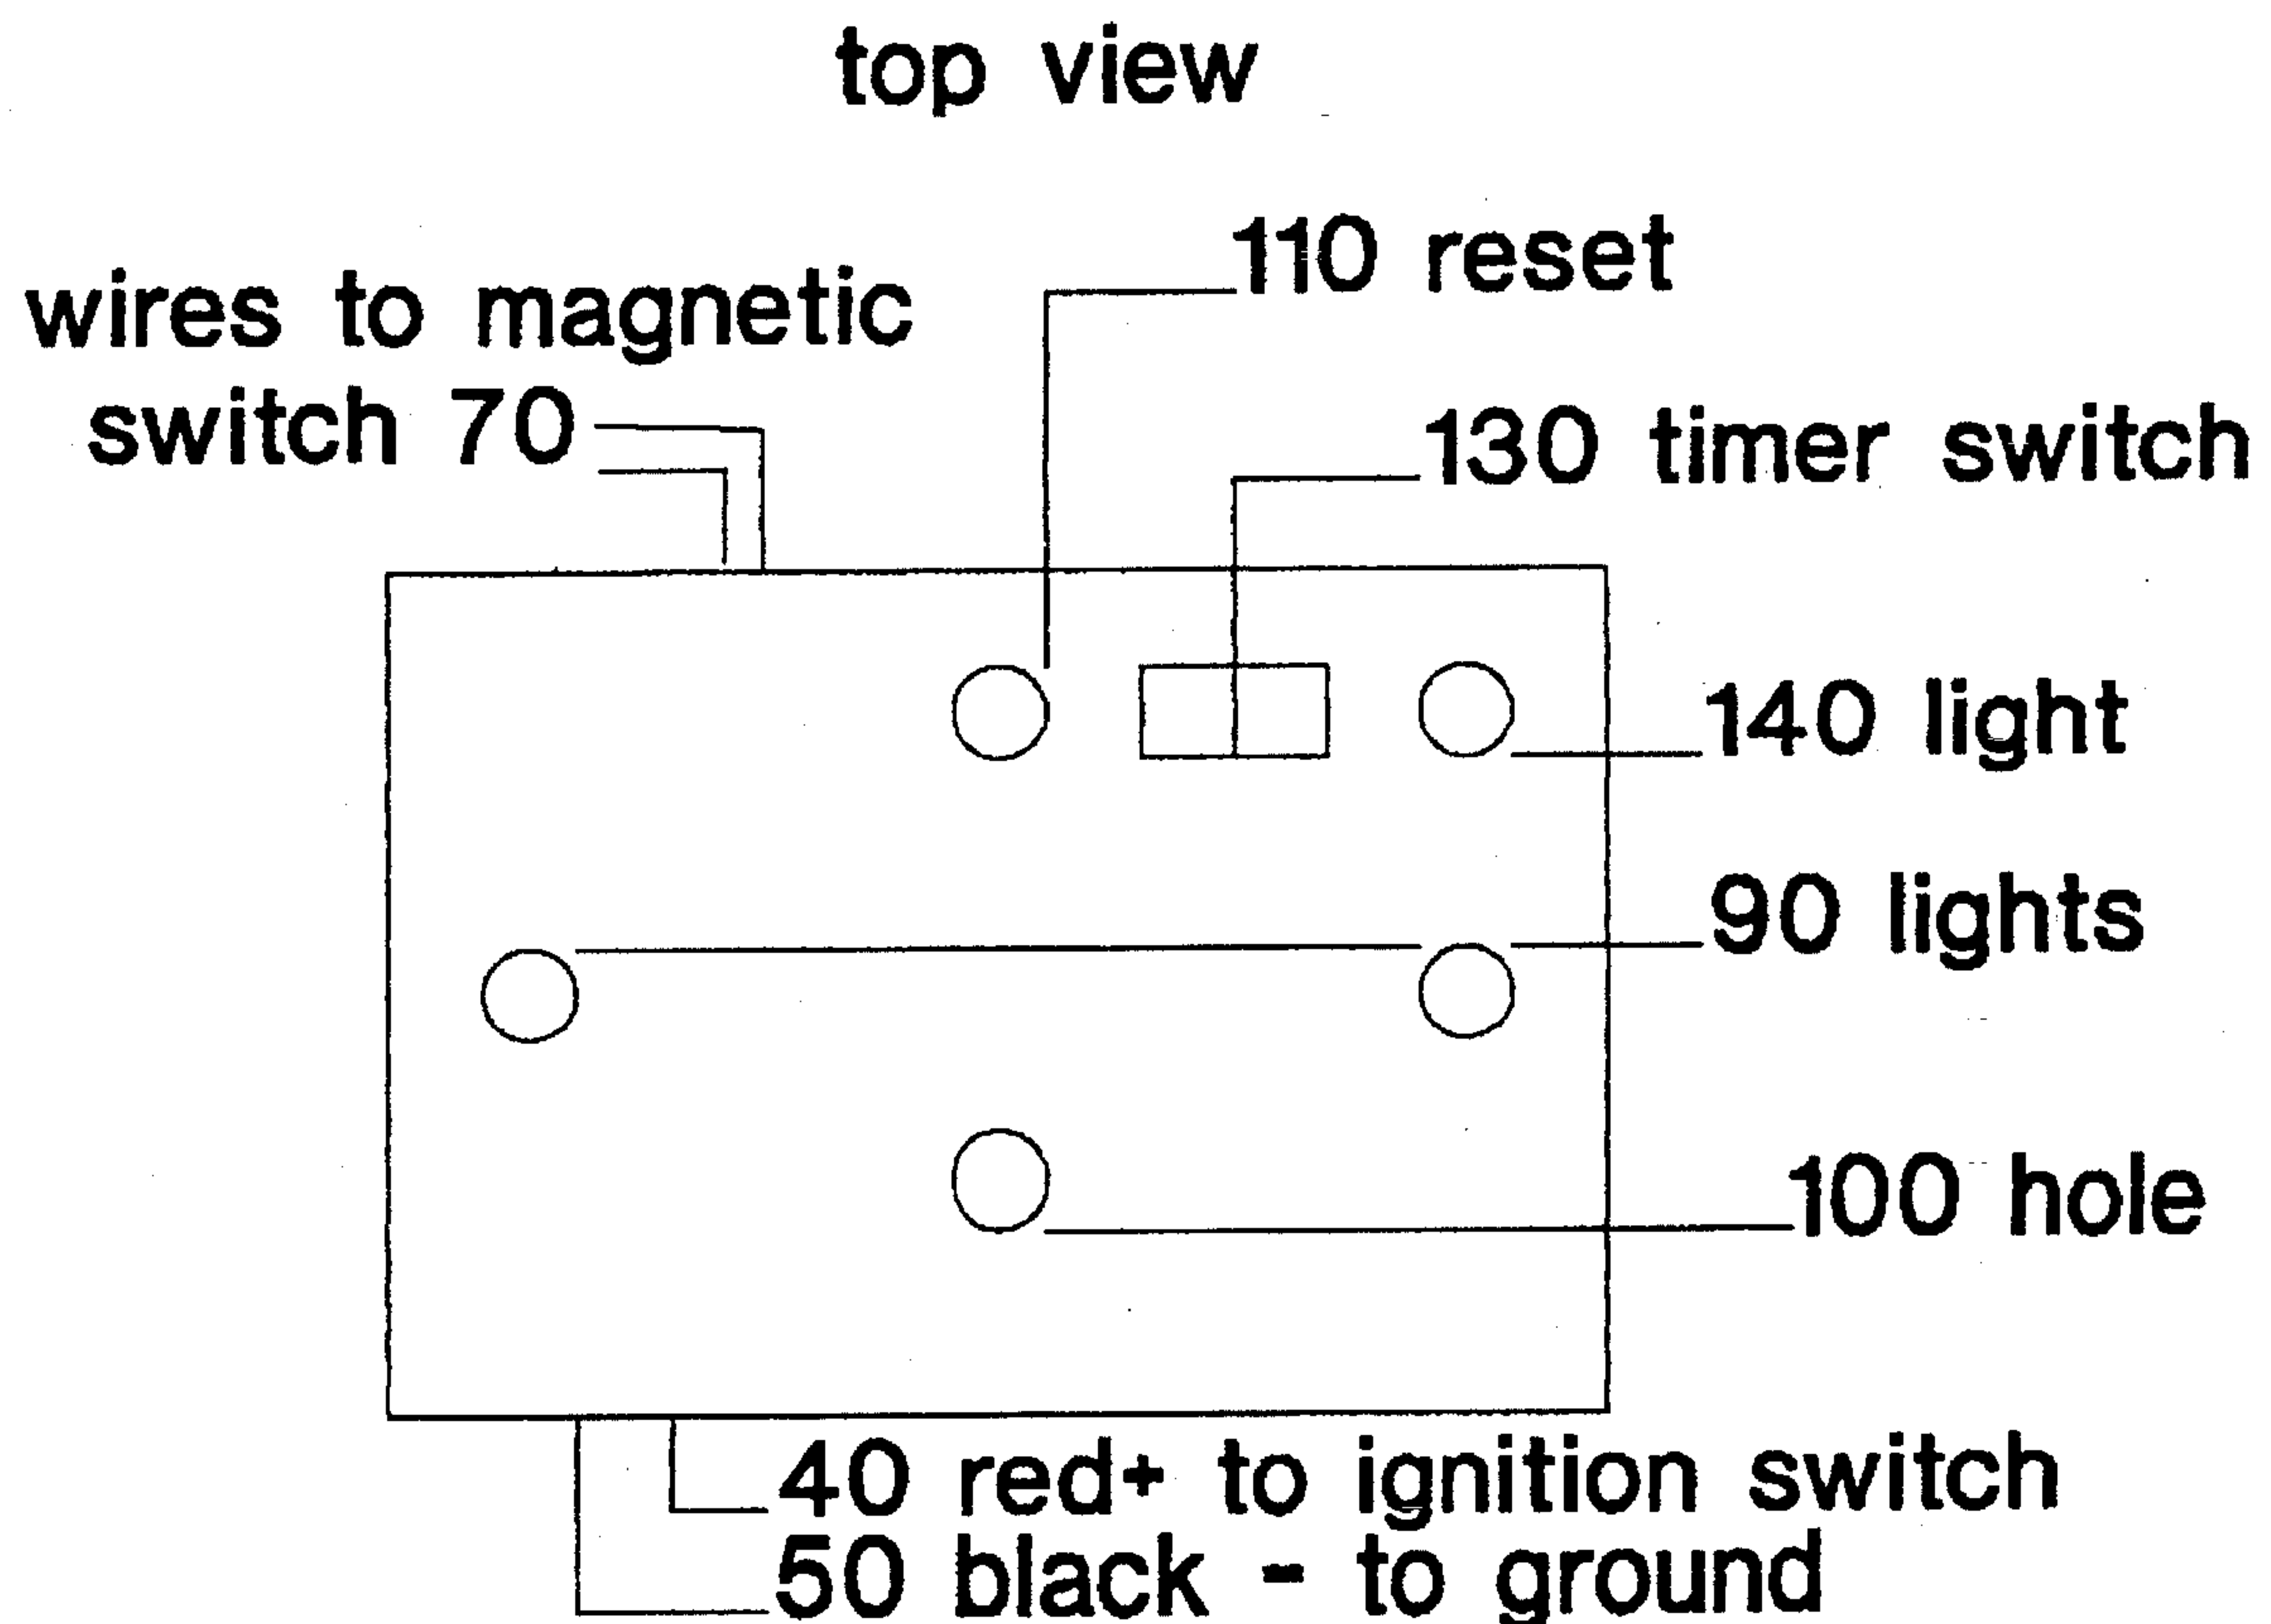 top view
110 reset
wires to magnetic
switch 70
130 timer switch
140 light
90 lights
100 hole
40 red+ to ignition switch
50 black - to ground